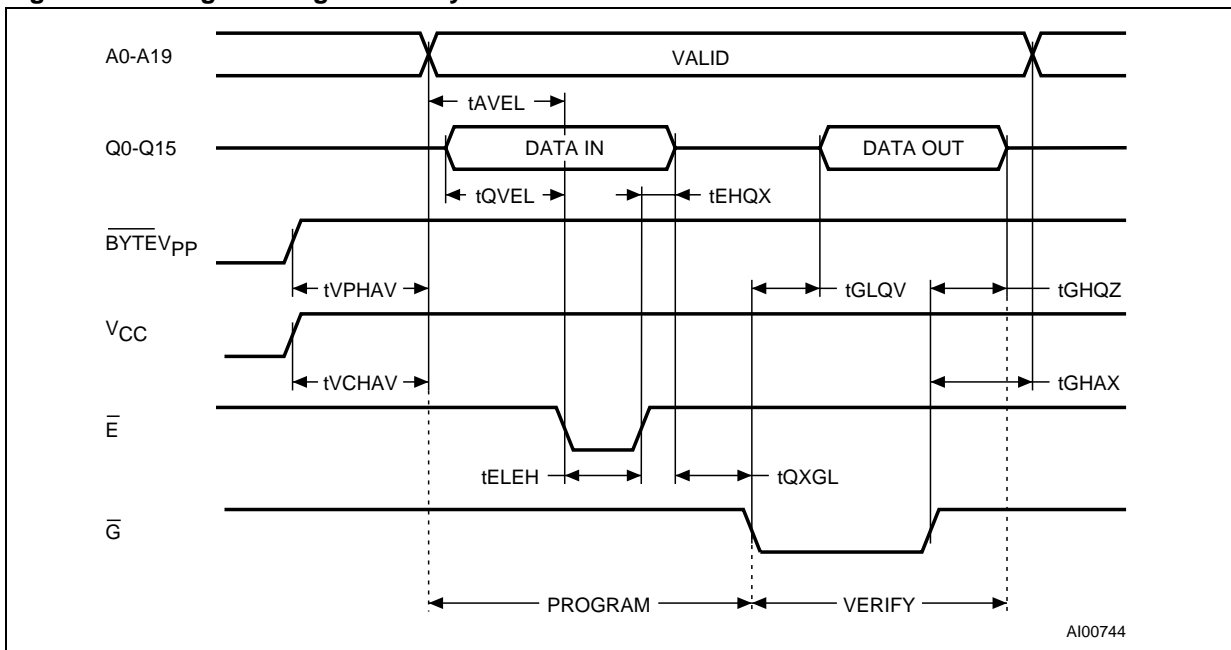 A0-A19
VALID
tAVEL
Q0-Q15
DATA IN
DATA OUT
tQVEL
tEHQX
BYTEVPP
tVPHAV
tGLQV
tGHQZ
VCC
tVCHAV
tGHAX
E
tELEH
tQXGL
G
PROGRAM
VERIFY
AI00744